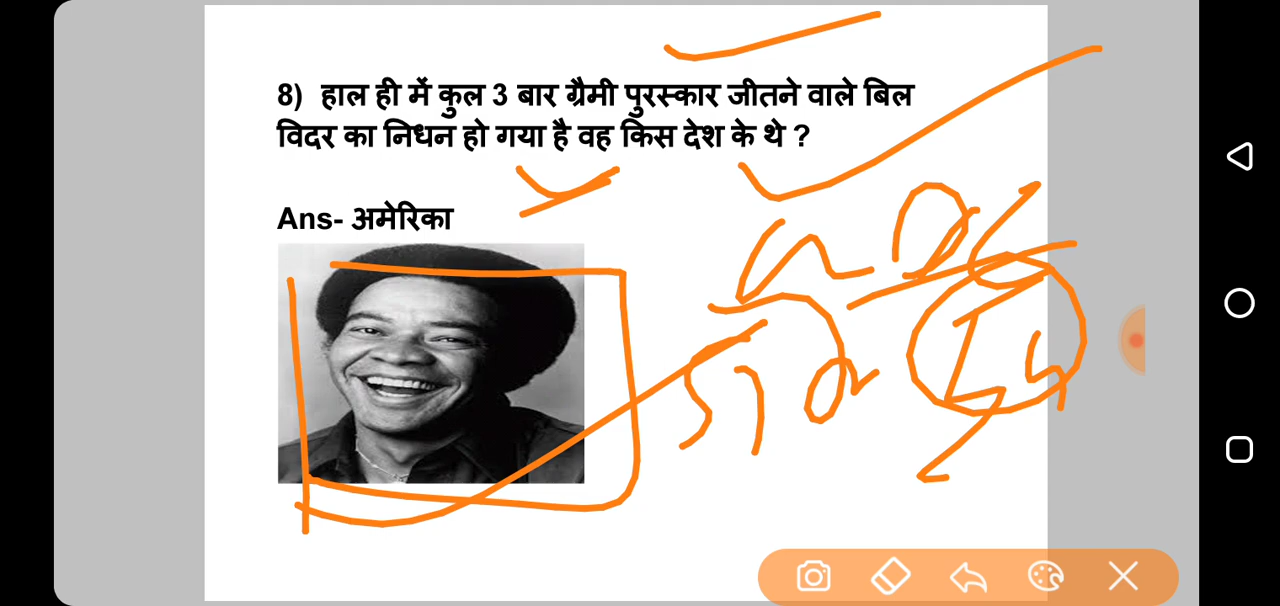 8) हाल ही में कुल 3 बार ग्रैमी पुरस्कार जीतने वाले बिल
विदर का निधन हो गया है वह किस देश के थे ?
Ans- अमेरिका